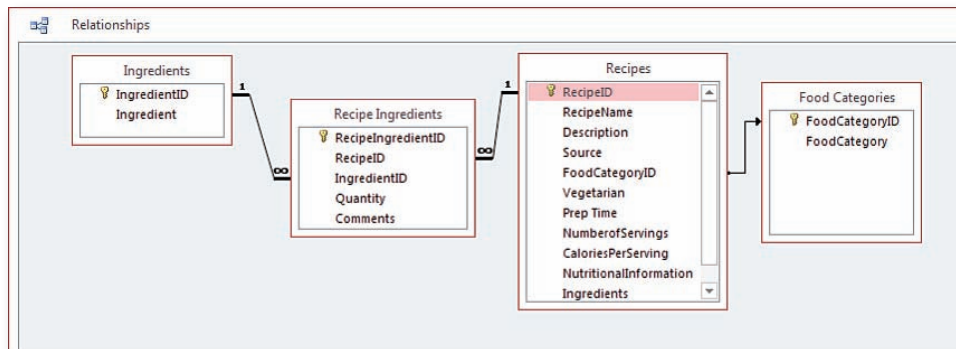 Relationships
Ingredients
IngredientID
Ingredient
1
∞
Recipe Ingredients
RecipeIngredientID
RecipeID
IngredientID
Quantity
Comments
∞
1
Recipes
RecipeID
RecipeName
Description
Source
FoodCategoryID
Vegetarian
Prep Time
NumberofServings
CaloriesPerServing
NutritionalInformation
Ingredients
Food Categories
FoodCategoryID
FoodCategory